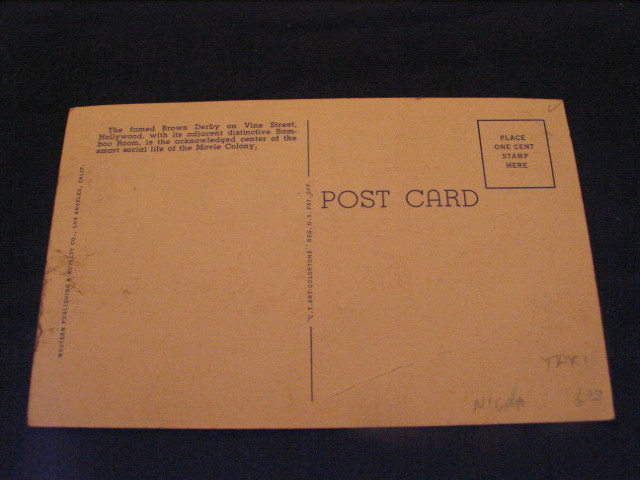 The famed Brown Derby on Vine Street,
Hollywood, with its adjacent distinctive Bam-
boo Room, is the acknowledged center of the
smart social life of the Movie Colony.
WESTERN PUBLISHING & NOVELTY CO., LOS ANGELES, CALIF.
"C.T. ART-COLORTONE" REG. U.S. PAT. OFF.
POST CARD
PLACE
ONE CENT
STAMP
HERE